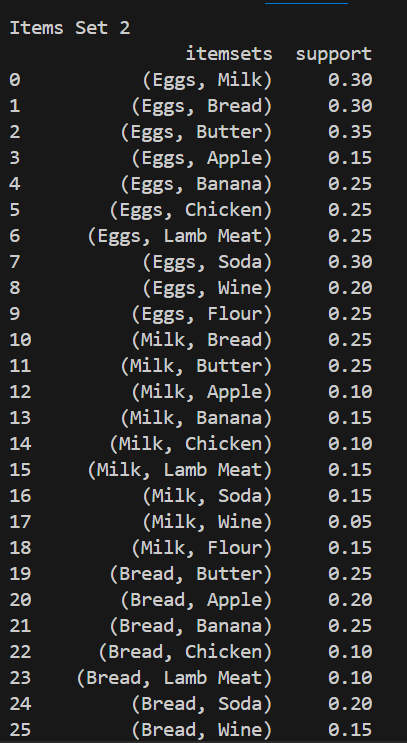 Items Set 2
itemsets support
0 (Eggs, Milk) 0.30
1 (Eggs, Bread) 0.30
2 (Eggs, Butter) 0.35
3 (Eggs, Apple) 0.15
4 (Eggs, Banana) 0.25
5 (Eggs, Chicken) 0.25
6 (Eggs, Lamb Meat) 0.25
7 (Eggs, Soda) 0.30
8 (Eggs, Wine) 0.20
9 (Eggs, Flour) 0.25
10 (Milk, Bread) 0.25
11 (Milk, Butter) 0.25
12 (Milk, Apple) 0.10
13 (Milk, Banana) 0.15
14 (Milk, Chicken) 0.10
15 (Milk, Lamb Meat) 0.15
16 (Milk, Soda) 0.15
17 (Milk, Wine) 0.05
18 (Milk, Flour) 0.15
19 (Bread, Butter) 0.25
20 (Bread, Apple) 0.20
21 (Bread, Banana) 0.25
22 (Bread, Chicken) 0.10
23 (Bread, Lamb Meat) 0.10
24 (Bread, Soda) 0.20
25 (Bread, Wine) 0.15